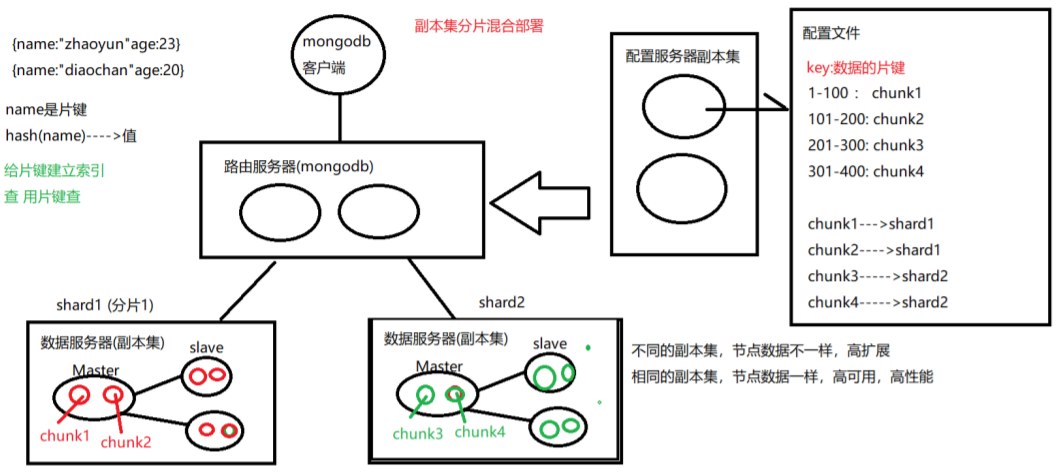 副本集分片混合部署
{name:"zhaoyun"age:23}
{name:"diaochan"age:20}
name是片键
hash(name)---->值
给片键建立索引
查 用片键查
mongodb
客户端
路由服务器(mongodb)
配置服务器副本集
配置文件
key:数据的片键
1-100 : chunk1
101-200: chunk2
201-300: chunk3
301-400: chunk4
chunk1--->shard1
chunk2---->shard1
chunk3----->shard2
chunk4----->shard2
shard1 (分片1)
数据服务器(副本集)
slave
Master
chunk1
chunk2
shard2
数据服务器(副本集)
slave
Master
chunk3
chunk4
不同的副本集，节点数据不一样，高扩展
相同的副本集，节点数据一样，高可用，高性能